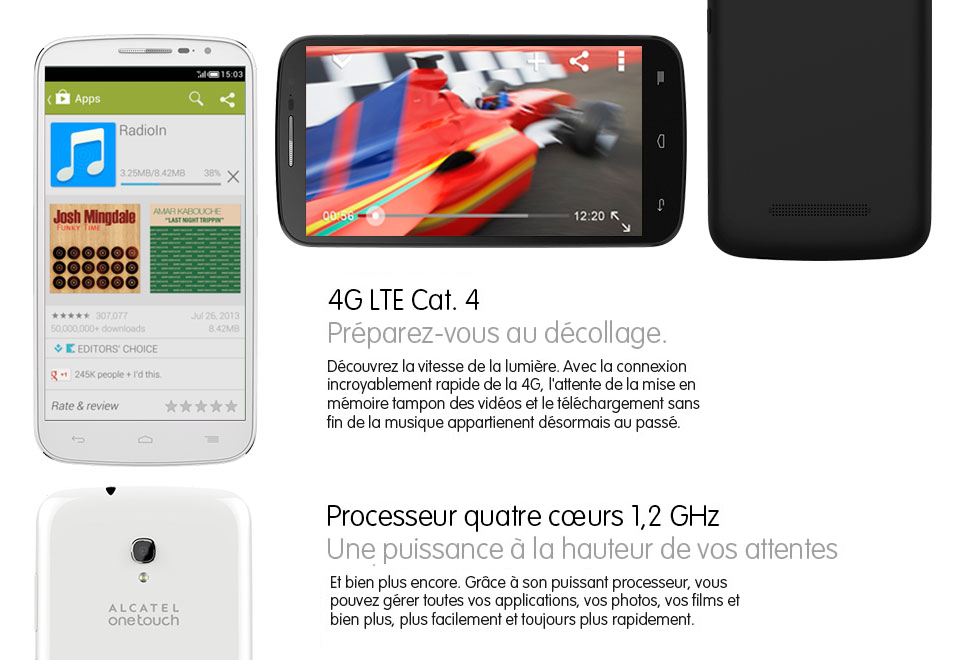 15:03
Apps
RadioIn
3.25MB/8.42MB 38%
Josh Mingdale
FUNKY TIME
AMAR KABOUCHE
"LAST NIGHT TRIPPIN"
307,077 Jul 26, 2013
50,000,000+ downloads 8.42MB
EDITORS' CHOICE
g +1 245K people + I'd this.
Rate & review
00:56 12:20
4G LTE Cat. 4
Préparez-vous au décollage.
Découvrez la vitesse de la lumière. Avec la connexion
incroyablement rapide de la 4G, l'attente de la mise en
mémoire tampon des vidéos et le téléchargement sans
fin de la musique appartienent désormais au passé.
ALCATEL
onetouch
Processeur quatre cœurs 1,2 GHz
Une puissance à la hauteur de vos attentes
Et bien plus encore. Grâce à son puissant processeur, vous
pouvez gérer toutes vos applications, vos photos, vos films et
bien plus, plus facilement et toujours plus rapidement.